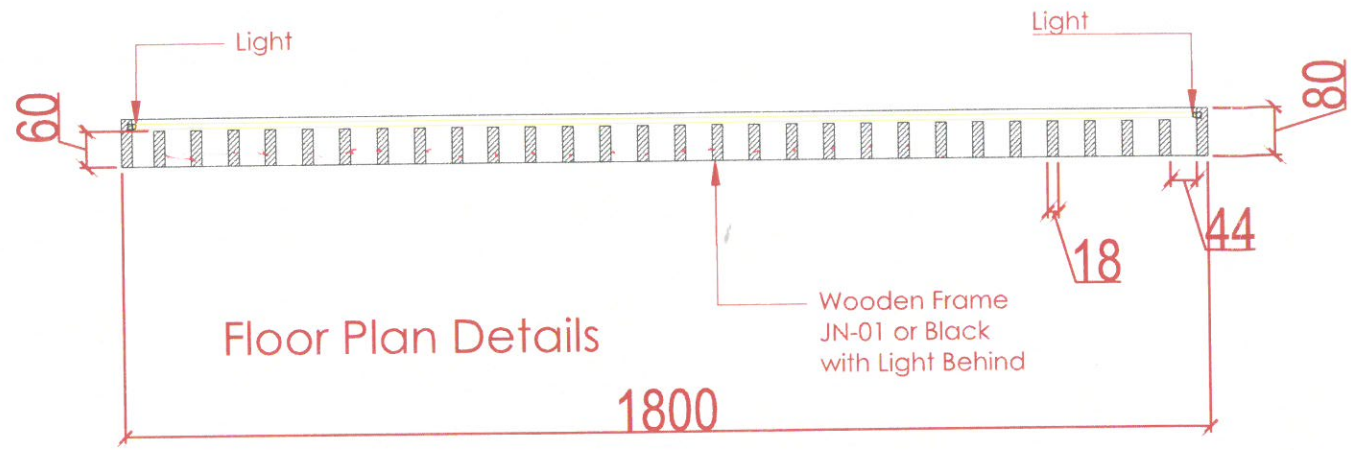 Light
Light
60
80
44
18
Wooden Frame
JN-01 or Black
with Light Behind
Floor Plan Details
1800